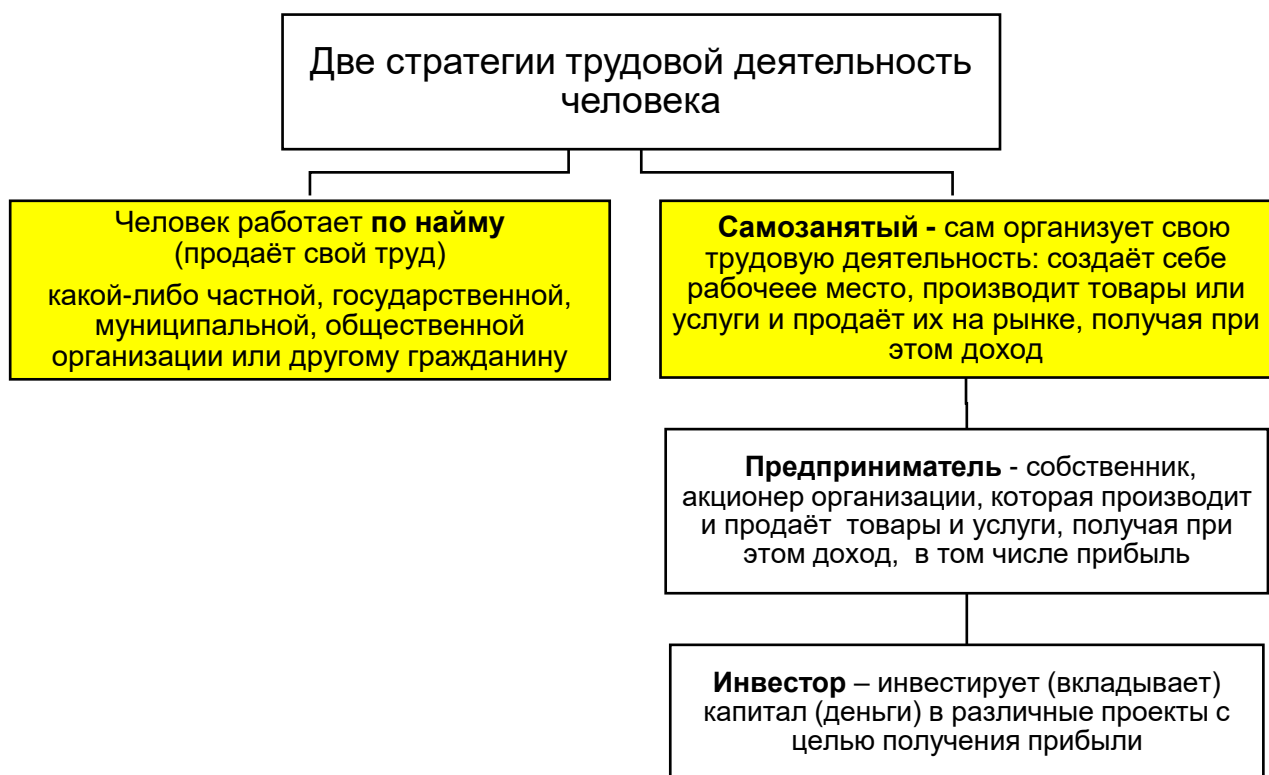 Две стратегии трудовой деятельность
человека
Человек работает по найму
(продаёт свой труд)
какой-либо частной, государственной,
муниципальной, общественной
организации или другому гражданину
Самозанятый - сам организует свою
трудовую деятельность: создаёт себе
рабочеее место, производит товары или
услуги и продаёт их на рынке, получая при
этом доход
Предприниматель - собственник,
акционер организации, которая производит
и продаёт товары и услуги, получая при
этом доход, в том числе прибыль
Инвестор – инвестирует (вкладывает)
капитал (деньги) в различные проекты с
целью получения прибыли